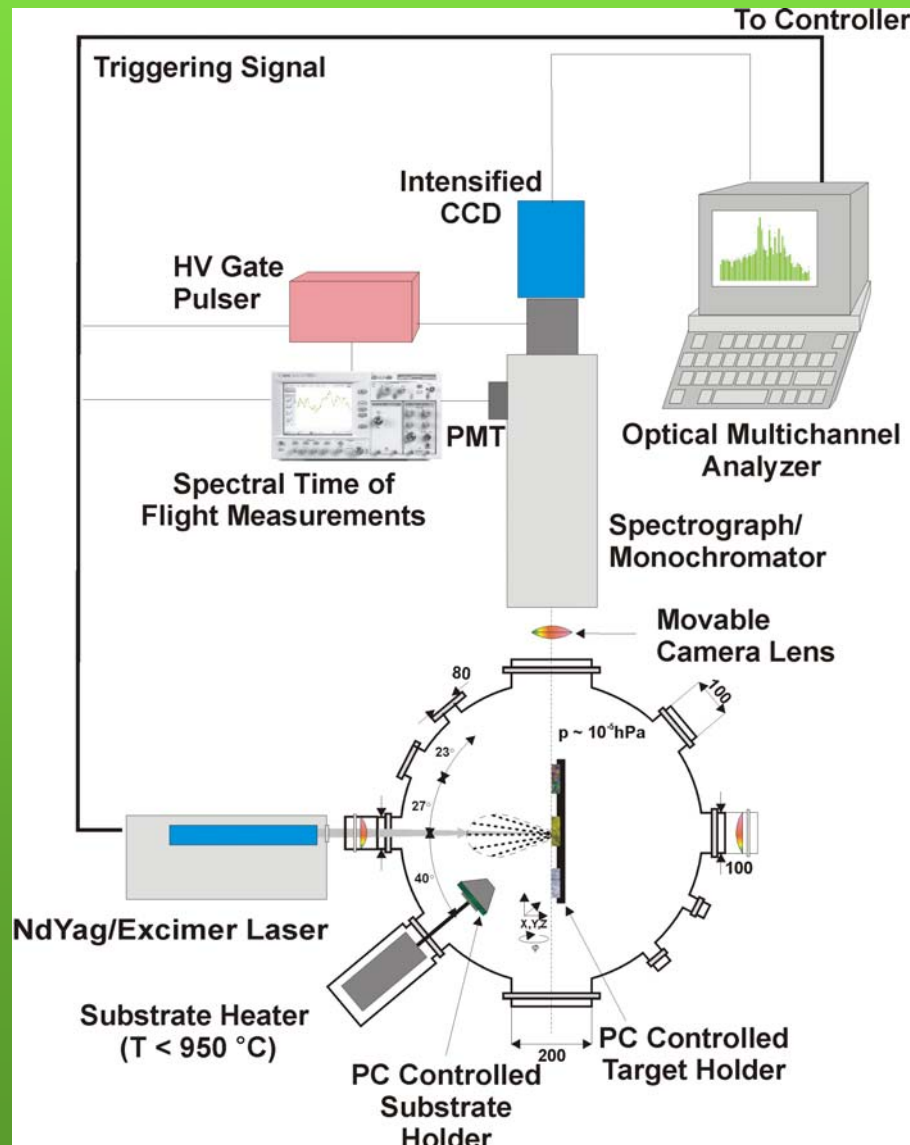 To Controller
Triggering Signal
Intensified
CCD
HV Gate
Pulser
PMT
Optical Multichannel
Analyzer
Spectral Time of
Flight Measurements
Spectrograph/
Monochromator
Movable
Camera Lens
80
100
p ~ 10⁻⁵hPa
23°
27°
40°
100
X,Y,Z
φ
NdYag/Excimer Laser
Substrate Heater
(T < 950 °C)
200
PC Controlled
Target Holder
PC Controlled
Substrate
Holder